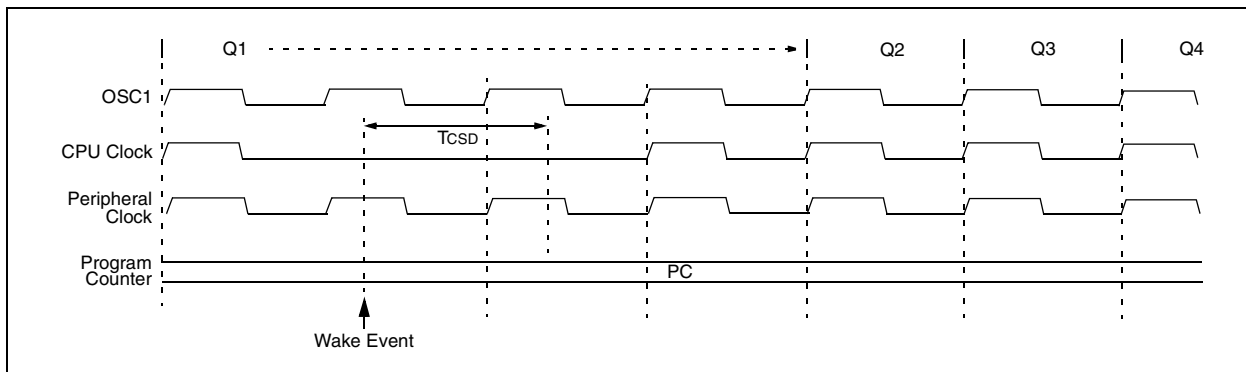 Q1 Q2 Q3 Q4
OSC1
TCSD
CPU Clock
Peripheral
Clock
Program
Counter
PC
Wake Event